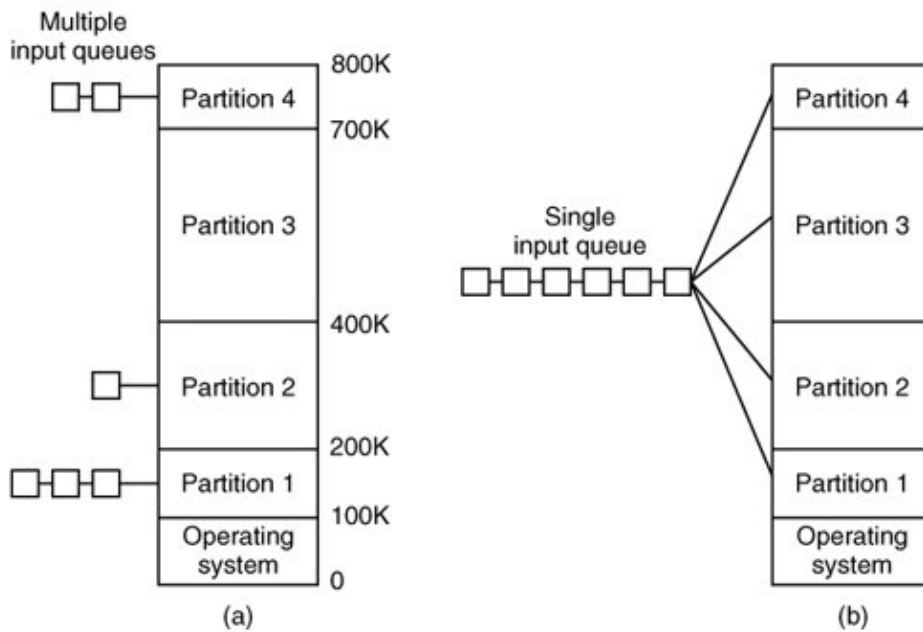 Multiple
input queues
800K
Partition 4
700K
Partition 3
400K
Partition 2
200K
Partition 1
100K
Operating
system
0
(a)
Single
input queue
Partition 4
Partition 3
Partition 2
Partition 1
Operating
system
(b)